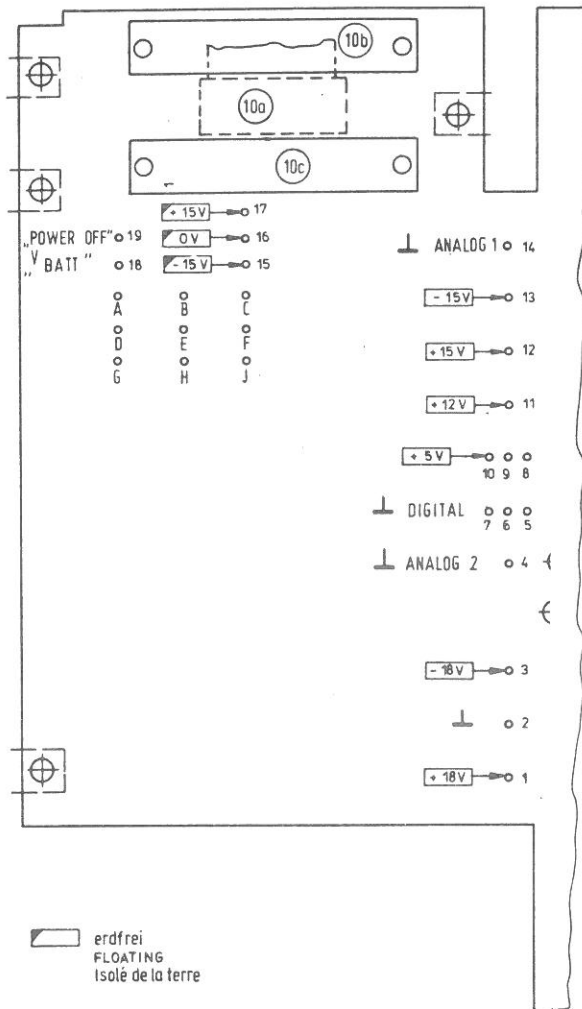 10b
10a
10c
1
+ 15V 17
"POWER OFF" 19 0V 16
"V BATT" 18 - 15V 15
A B C
D E F
G H J
ANALOG 1 14
- 15V 13
+ 15V 12
+ 12V 11
+ 5V
10 9 8
DIGITAL
7 6 5
ANALOG 2 4
- 18V 3
2
+ 18V 1
erdfrei
FLOATING
Isolé de la terre